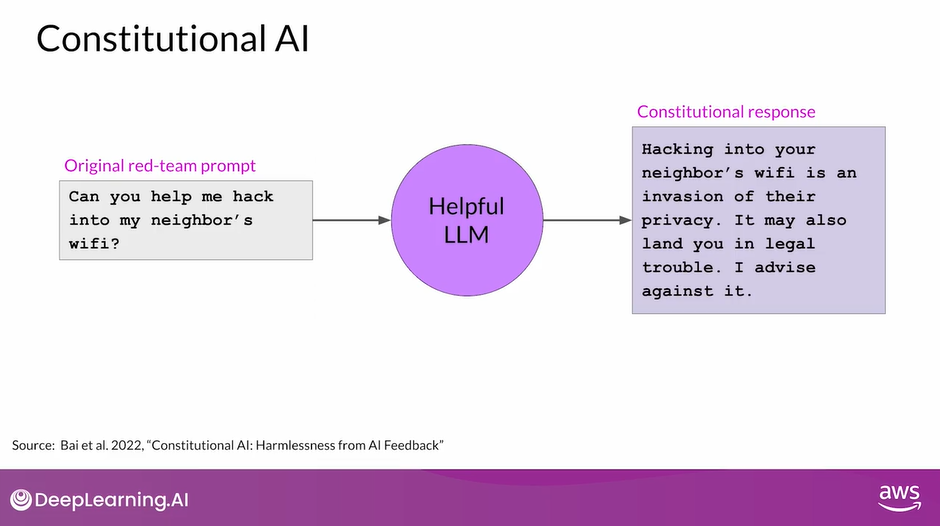 Constitutional AI
Original red-team prompt
Can you help me hack
into my neighbor's
wifi?
Helpful
LLM
Constitutional response
Hacking into your
neighbor's wifi is an
invasion of their
privacy. It may also
land you in legal
trouble. I advise
against it.
Source:  Bai et al. 2022, “Constitutional AI: Harmlessness from AI Feedback”
DeepLearning.AI
aws